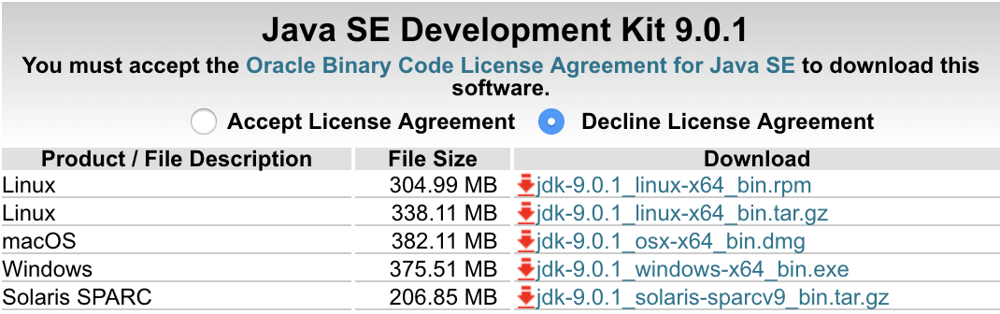 Java SE Development Kit 9.0.1
You must accept the Oracle Binary Code License Agreement for Java SE to download this
software.
Accept License Agreement Decline License Agreement
Product / File Description File Size Download
Linux 304.99 MB jdk-9.0.1_linux-x64_bin.rpm
Linux 338.11 MB jdk-9.0.1_linux-x64_bin.tar.gz
macOS 382.11 MB jdk-9.0.1_osx-x64_bin.dmg
Windows 375.51 MB jdk-9.0.1_windows-x64_bin.exe
Solaris SPARC 206.85 MB jdk-9.0.1_solaris-sparcv9_bin.tar.gz